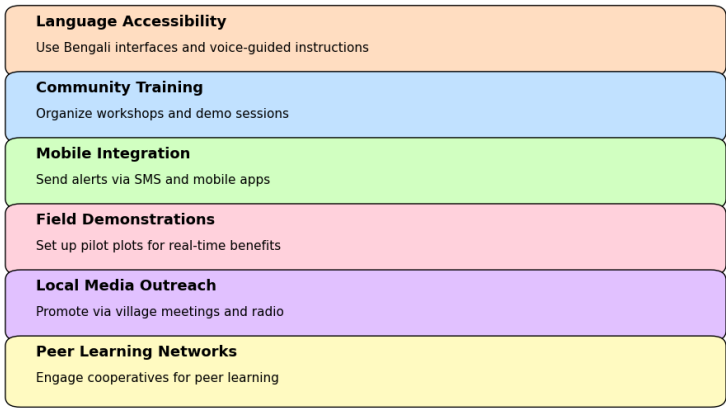 Language Accessibility
Use Bengali interfaces and voice-guided instructions
Community Training
Organize workshops and demo sessions
Mobile Integration
Send alerts via SMS and mobile apps
Field Demonstrations
Set up pilot plots for real-time benefits
Local Media Outreach
Promote via village meetings and radio
Peer Learning Networks
Engage cooperatives for peer learning